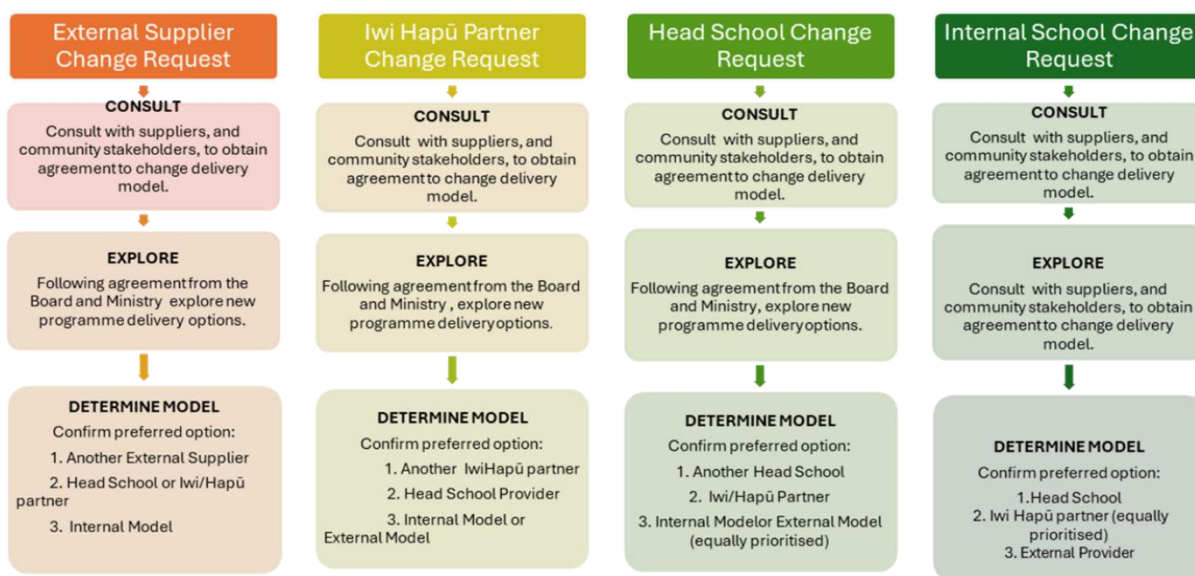 External Supplier
Change Request
CONSULT
Consult with suppliers, and
community stakeholders, to obtain
agreement to change delivery
model.
EXPLORE
Following agreement from the
Board and Ministry explore new
programme delivery options.
DETERMINE MODEL
Confirm preferred option:
1. Another External Supplier
2. Head School or Iwi/Hapū
partner
3. Internal Model
Iwi Hapū Partner
Change Request
CONSULT
Consult with suppliers, and
community stakeholders, to obtain
agreement to change delivery
model.
EXPLORE
Following agreement from the Board
and Ministry , explore new
programme delivery options.
DETERMINE MODEL
Confirm preferred option:
1. Another IwiHapū partner
2. Head School Provider
3. Internal Model or
External Model
Head School Change
Request
CONSULT
Consult with suppliers, and
community stakeholders, to obtain
agreement to change delivery
model.
EXPLORE
Following agreement from the Board
and Ministry, explore new
programme delivery options.
DETERMINE MODEL
Confirm preferred option:
1. Another Head School
2. Iwi/Hapū Partner
3. Internal Modelor External Model
(equally prioritised)
Internal School Change
Request
CONSULT
Consult with suppliers, and
community stakeholders, to obtain
agreement to change delivery
model.
EXPLORE
Consult with suppliers, and
community stakeholders, to obtain
agreement to change delivery
model.
DETERMINE MODEL
Confirm preferred option:
1.Head School
2. Iwi Hapū partner (equally
prioritised)
3. External Provider